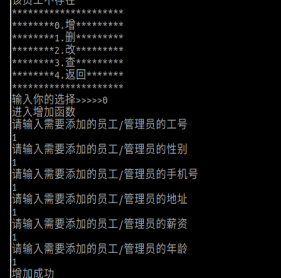 该员工不存在
*********************
********0.增*********
********1.删*********
********2.改*********
********3.查*********
********4.返回*******
*********************
输入你的选择>>>>>0
进入增加函数
请输入需要添加的员工/管理员的工号
1
请输入需要添加的员工/管理员的性别
1
请输入需要添加的员工/管理员的手机号
1
请输入需要添加的员工/管理员的地址
1
请输入需要添加的员工/管理员的薪资
1
请输入需要添加的员工/管理员的年龄
1
增加成功